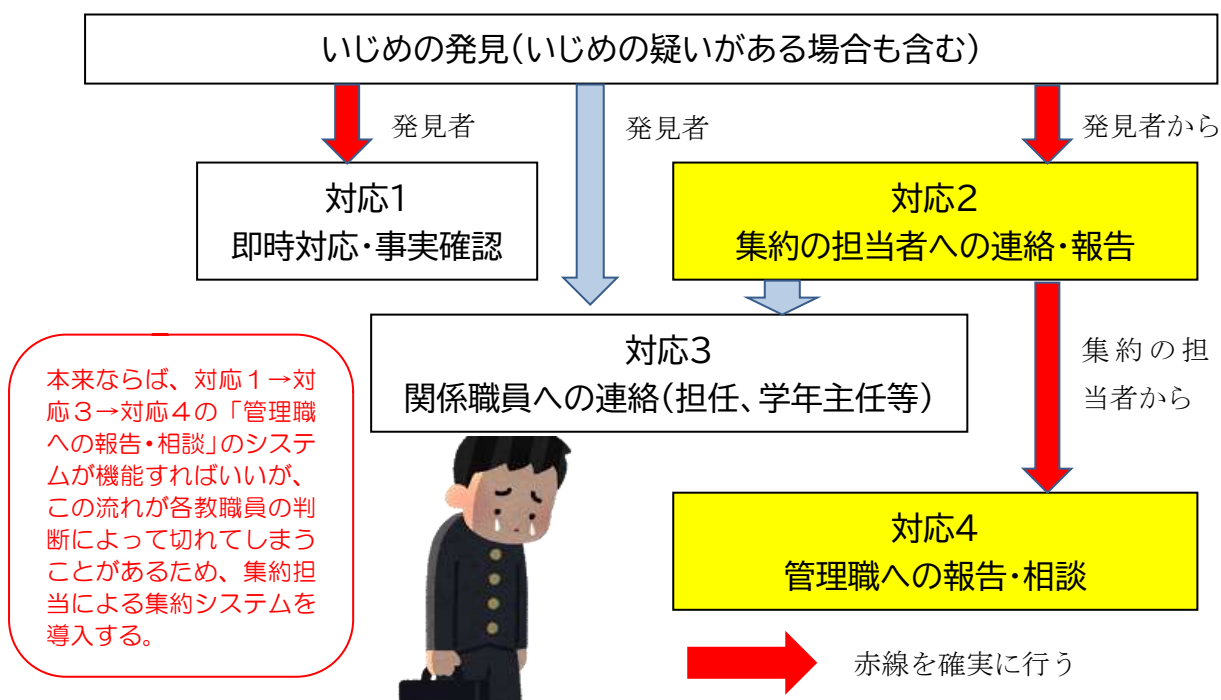 いじめの発見(いじめの疑いがある場合も含む)
発見者
発見者
発見者から
対応1
即時対応・事実確認
対応2
集約の担当者への連絡・報告
対応3
関係職員への連絡(担任、学年主任等)
集約の担
当者から
本来ならば、対応１→対
応３→対応４の「管理職
への報告・相談」のシステ
ムが機能すればいいが、
この流れが各教職員の判
断によって切れてしまう
ことがあるため、集約担
当による集約システムを
導入する。
対応4
管理職への報告・相談
赤線を確実に行う